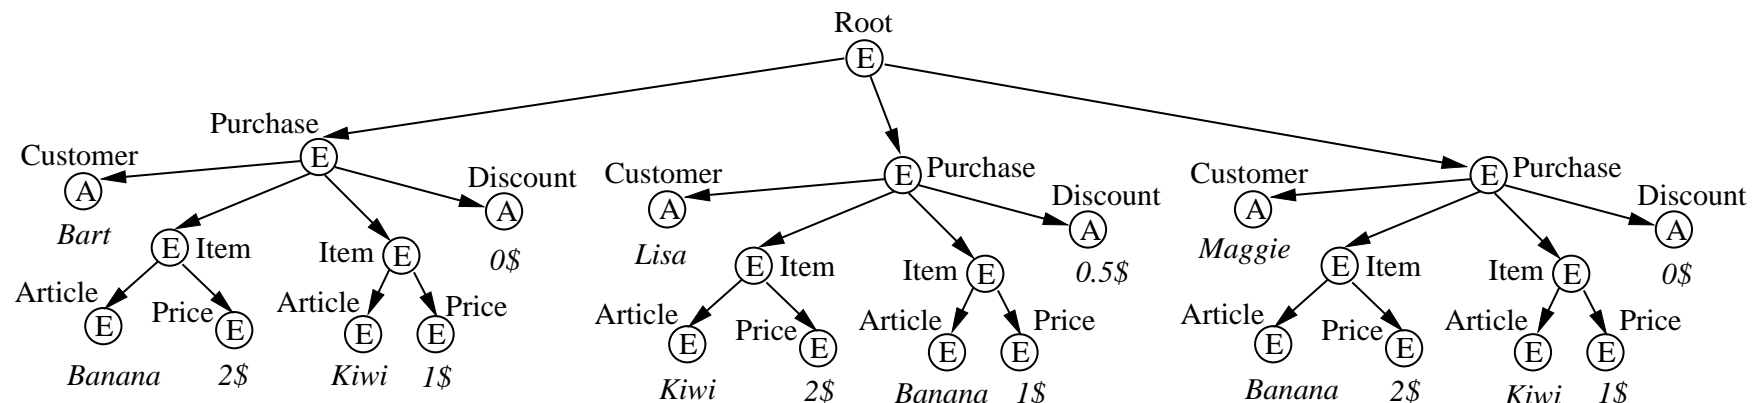 Root
E
Purchase
E
Customer
A
Bart
Discount
A
0$
E Item
Item E
Article
E
Banana
Price
E
2$
Article
E
Kiwi
Price
E
1$
E Purchase
Customer
A
Lisa
Discount
A
0.5$
E Item
Item E
Article
E
Kiwi
Price
E
2$
Article
E
Banana
Price
E
1$
E Purchase
Customer
A
Maggie
Discount
A
0$
E Item
Item E
Article
E
Banana
Price
E
2$
Article
E
Kiwi
Price
E
1$